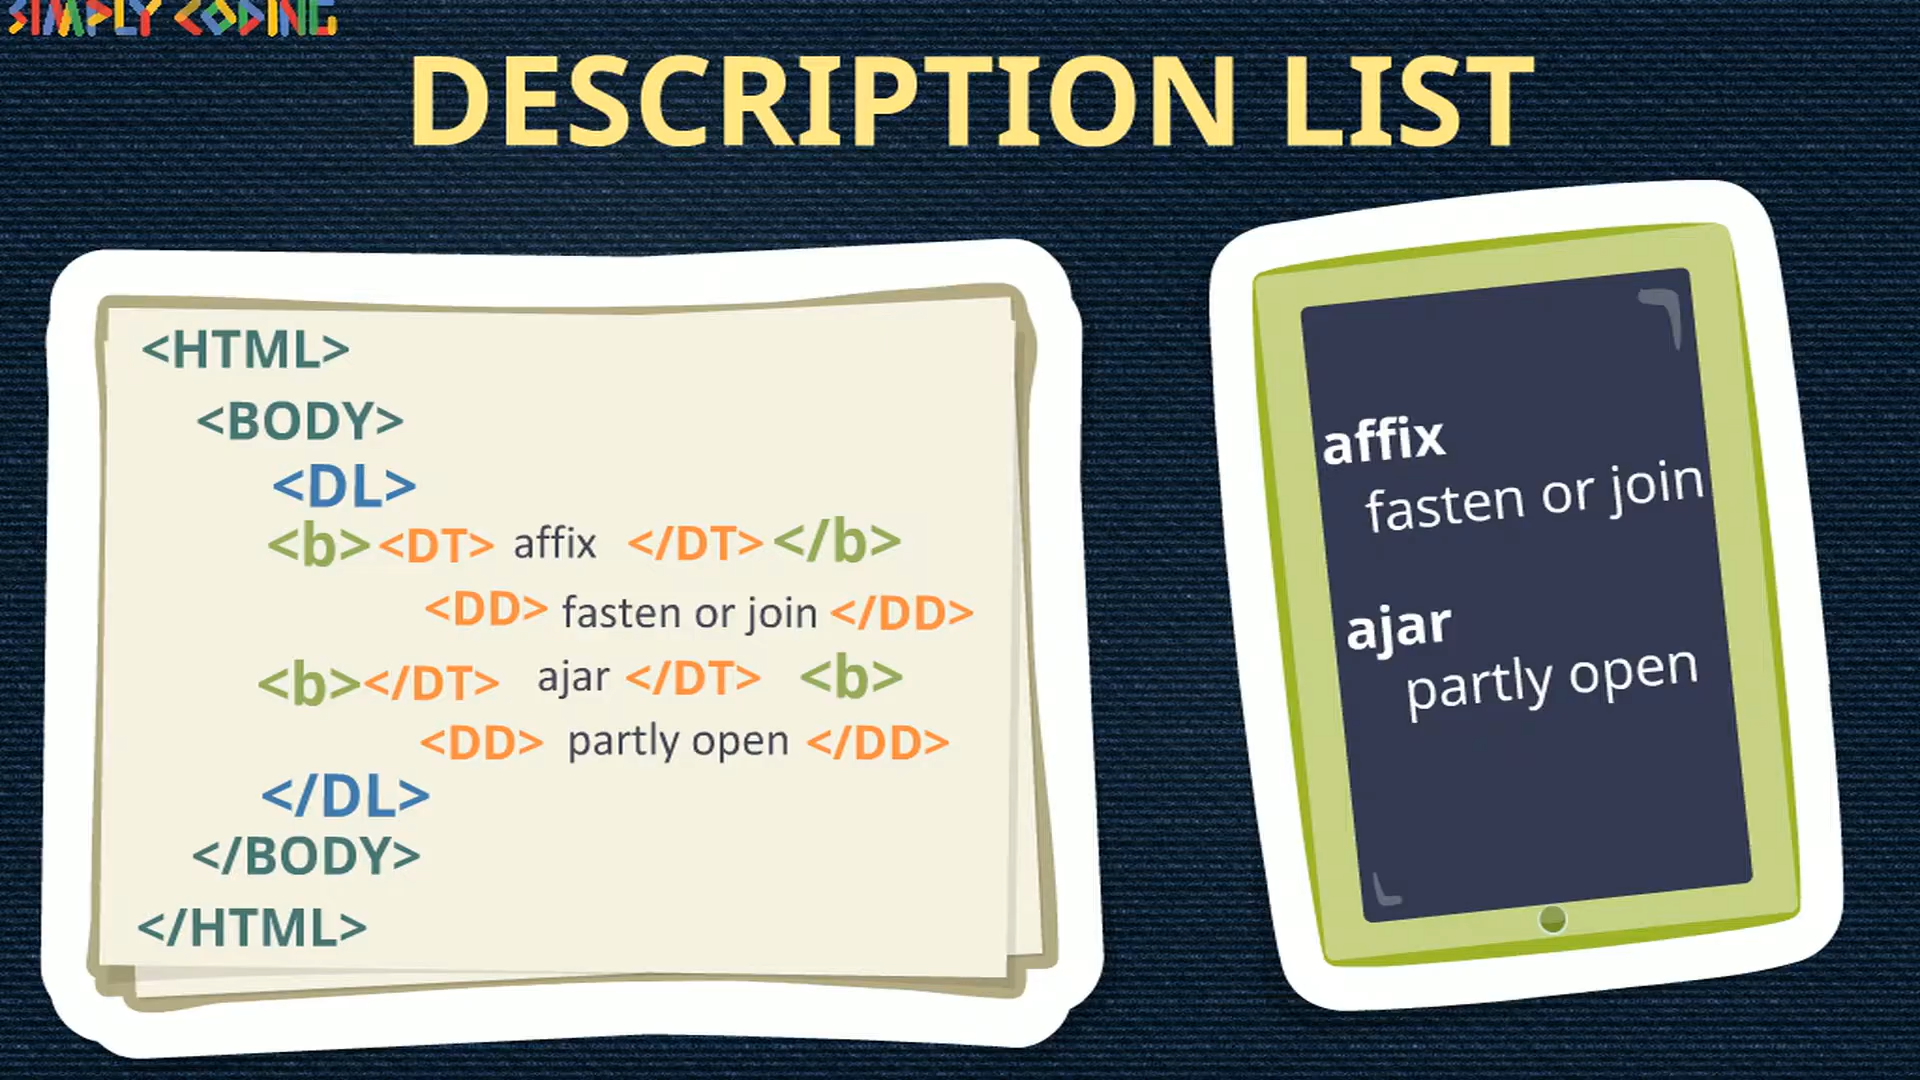 SIMPLY CODING
DESCRIPTION LIST
<HTML>
<BODY>
<DL>
<b><DT> affix </DT></b>
<DD> fasten or join </DD>
<b></DT> ajar </DT> <b>
<DD> partly open </DD>
</DL>
</BODY>
</HTML>
affix
fasten or join
ajar
partly open